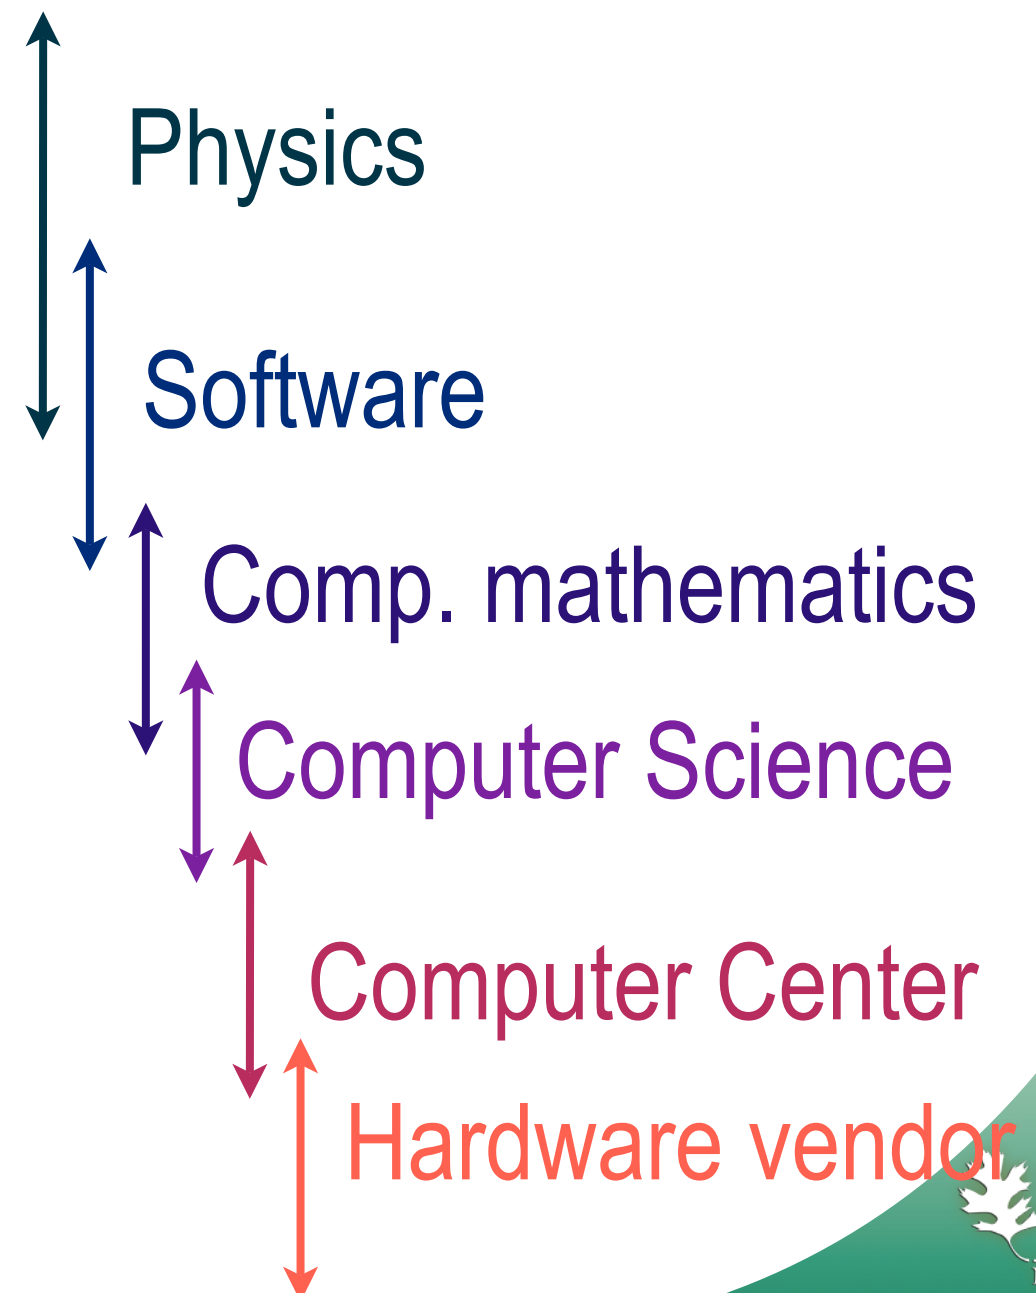 Physics
Software
Comp. mathematics
Computer Science
Computer Center
Hardware vendor